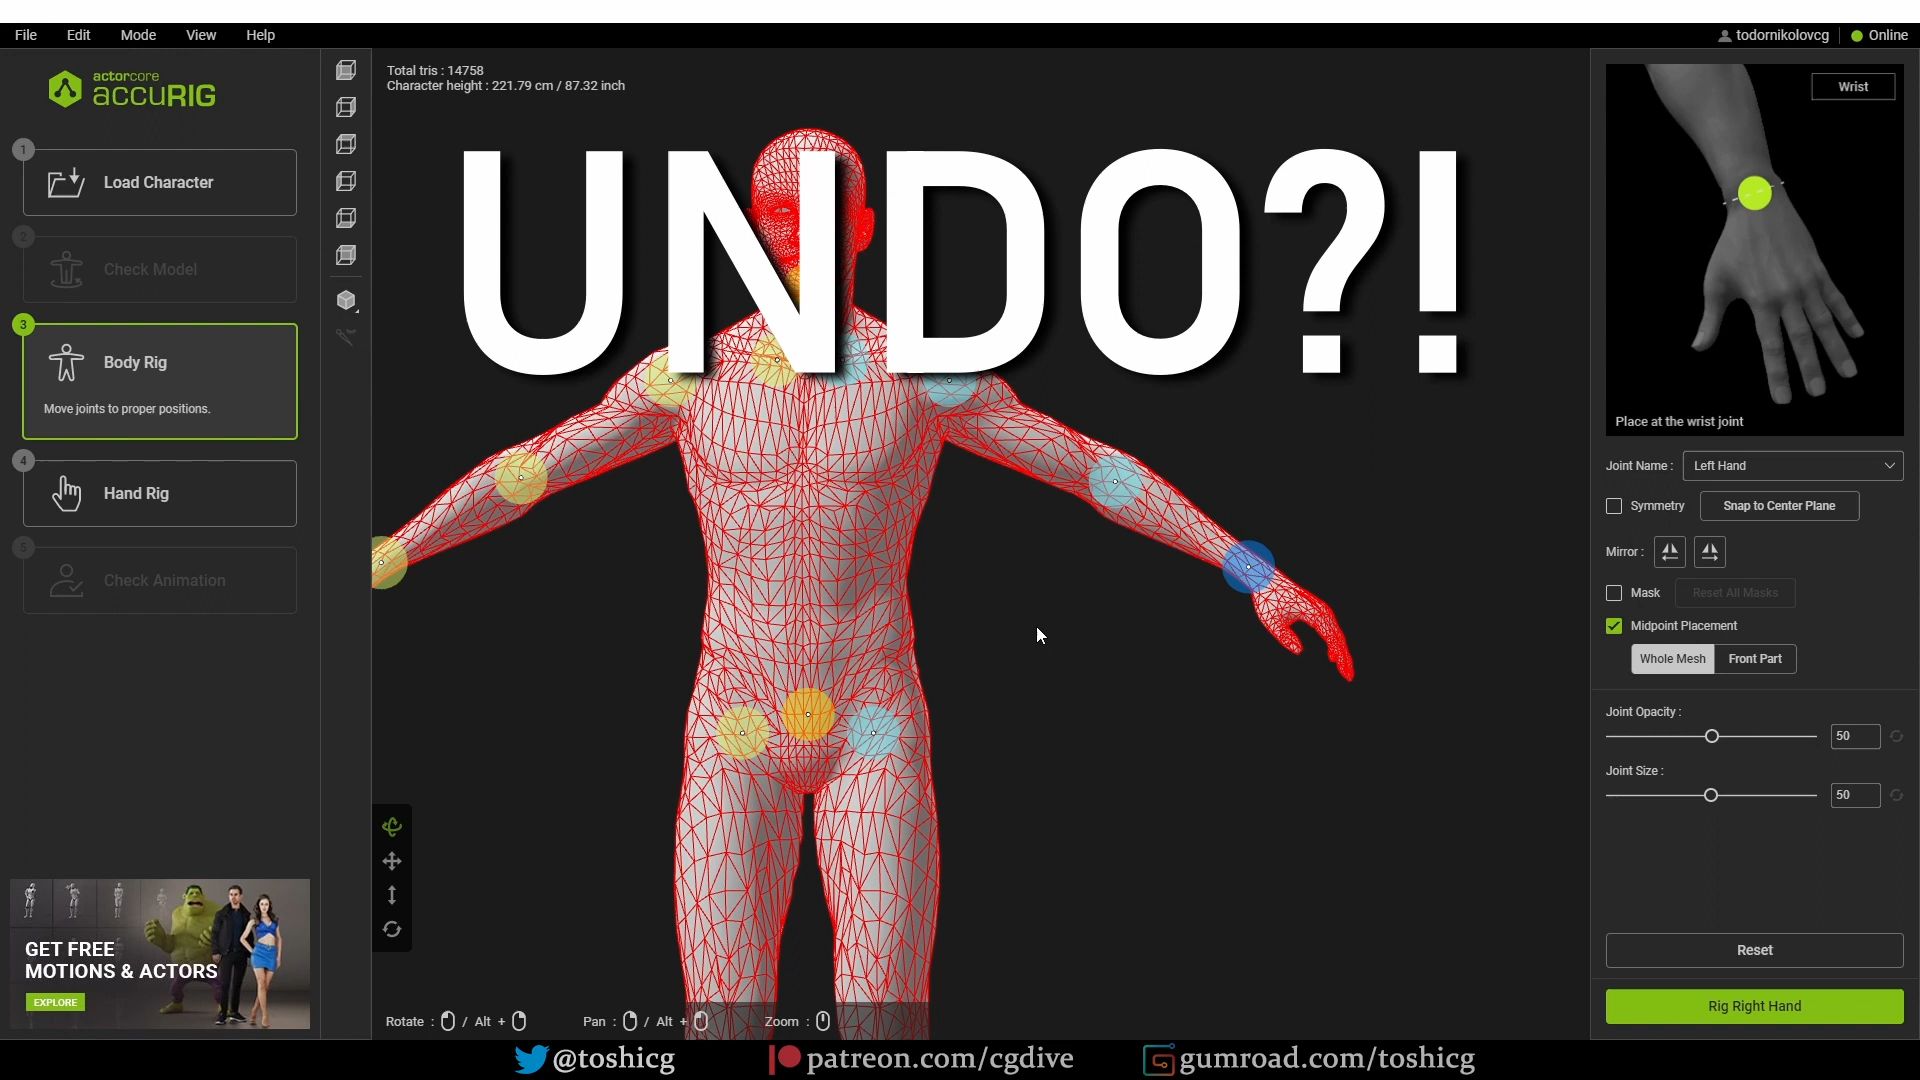 File Edit Mode View Help
todornikolovcg Online
actorcore
accuRIG
1
Load Character
2
Check Model
3
Body Rig
Move joints to proper positions.
4
Hand Rig
5
Check Animation
GET FREE
MOTIONS & ACTORS
EXPLORE
Total tris : 14758
Character height : 221.79 cm / 87.32 inch
UNDO?!
Rotate : / Alt + Pan : / Alt + Zoom :
Wrist
Place at the wrist joint
Joint Name : Left Hand
Symmetry Snap to Center Plane
Mirror :
Mask Reset All Masks
Midpoint Placement
Whole Mesh Front Part
Joint Opacity :
50
Joint Size :
50
Reset
Rig Right Hand
@toshicg patreon.com/cgdive gumroad.com/toshicg